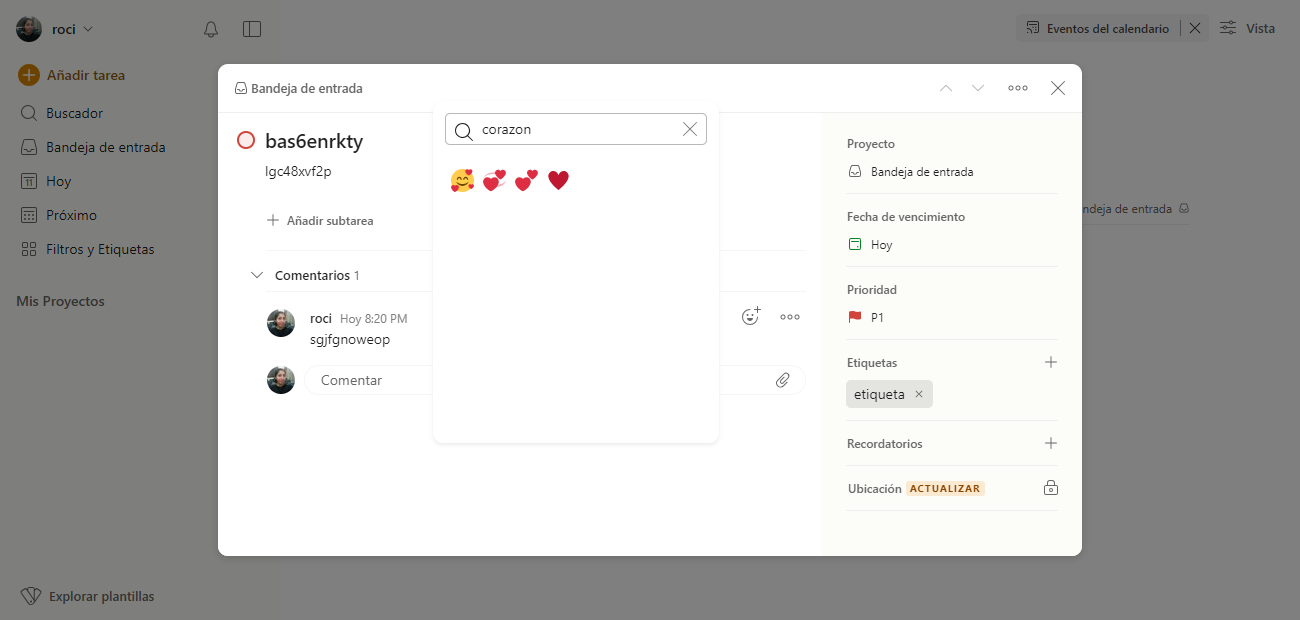 roci
Añadir tarea
Buscador
Bandeja de entrada
11 Hoy
Próximo
Filtros y Etiquetas
Mis Proyectos
Explorar plantillas
Eventos del calendario
Vista
ndeja de entrada
Bandeja de entrada
bas6enrkty
lgc48xvf2p
Añadir subtarea
Comentarios 1
roci Hoy 8:20 PM
sgjfgnoweop
Comentar
corazon
Proyecto
Bandeja de entrada
Fecha de vencimiento
Hoy
Prioridad
P1
Etiquetas
etiqueta
Recordatorios
Ubicación ACTUALIZAR